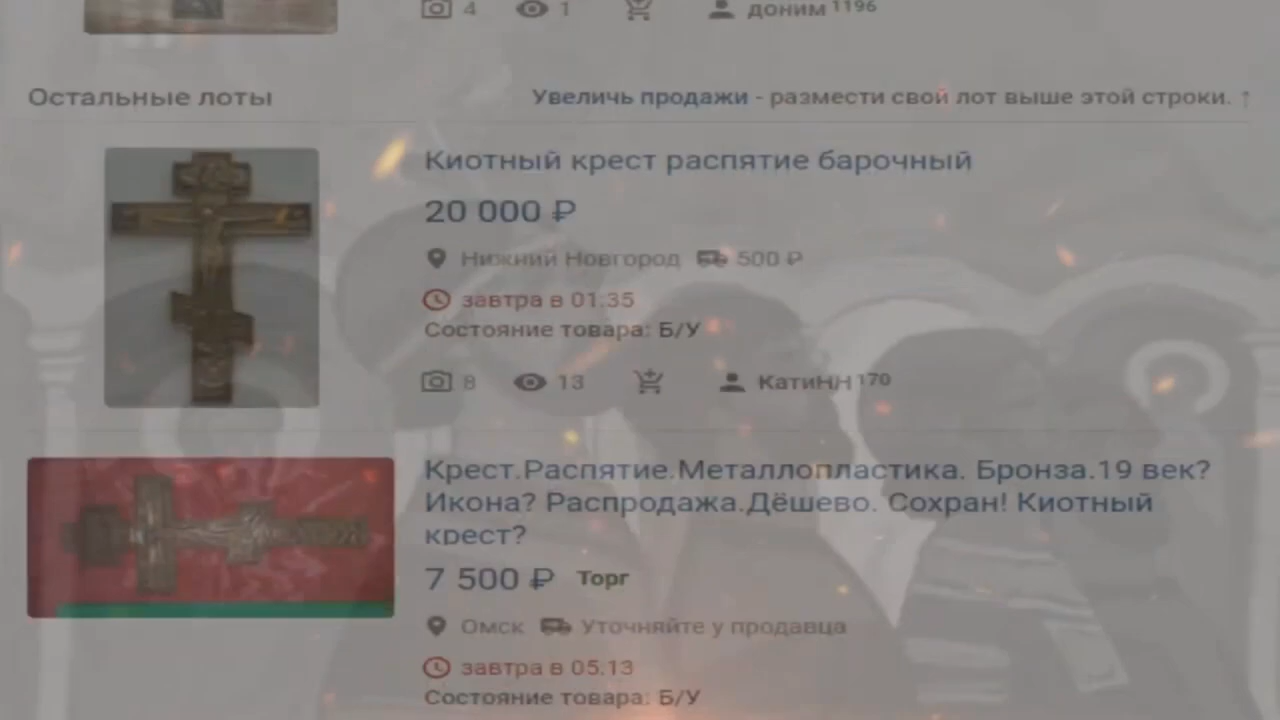 4 1 доним 1196
Остальные лоты Увеличь продажи - размести свой лот выше этой строки. ↑
Киотный крест распятие барочный
20 000 ₽
Нижний Новгород 500 ₽
завтра в 01:35
Состояние товара: Б/У
8 13 КатиНН 170
Крест.Распятие.Металлопластика. Бронза.19 век?
Икона? Распродажа.Дёшево. Сохран! Киотный
крест?
7 500 ₽ Торг
Омск Уточняйте у продавца
завтра в 05:13
Состояние товара: Б/У